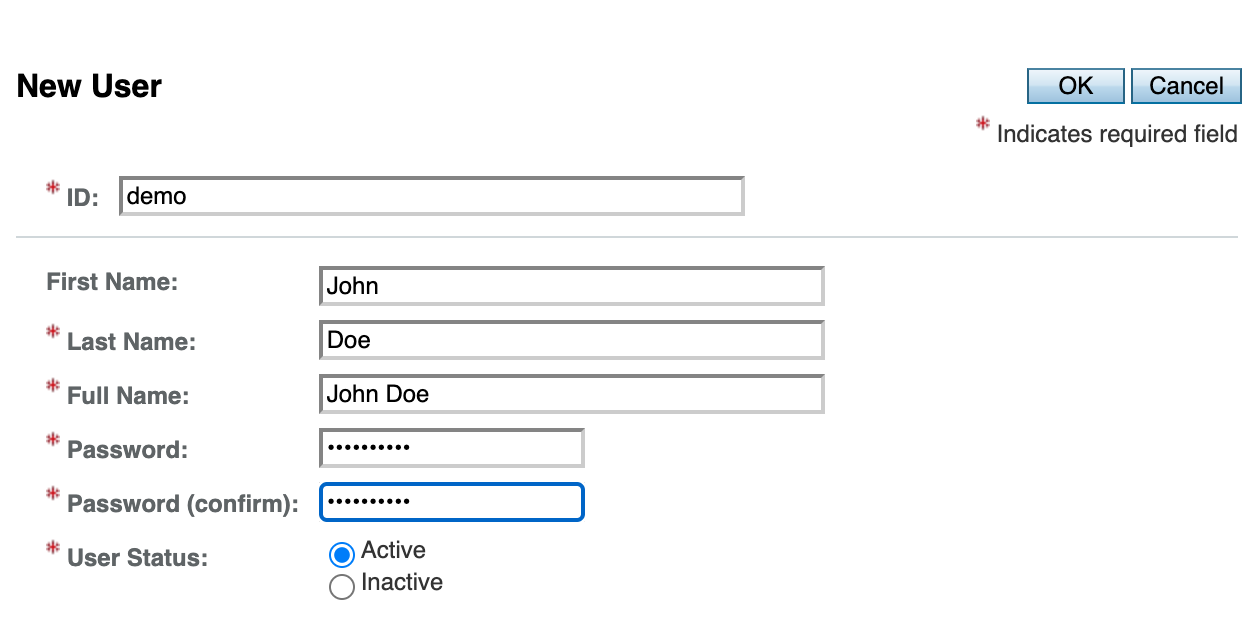 New User
OK Cancel
* Indicates required field
* ID: demo
First Name: John
* Last Name: Doe
* Full Name: John Doe
* Password: ••••••••••
* Password (confirm): ••••••••••
* User Status: Active
Inactive